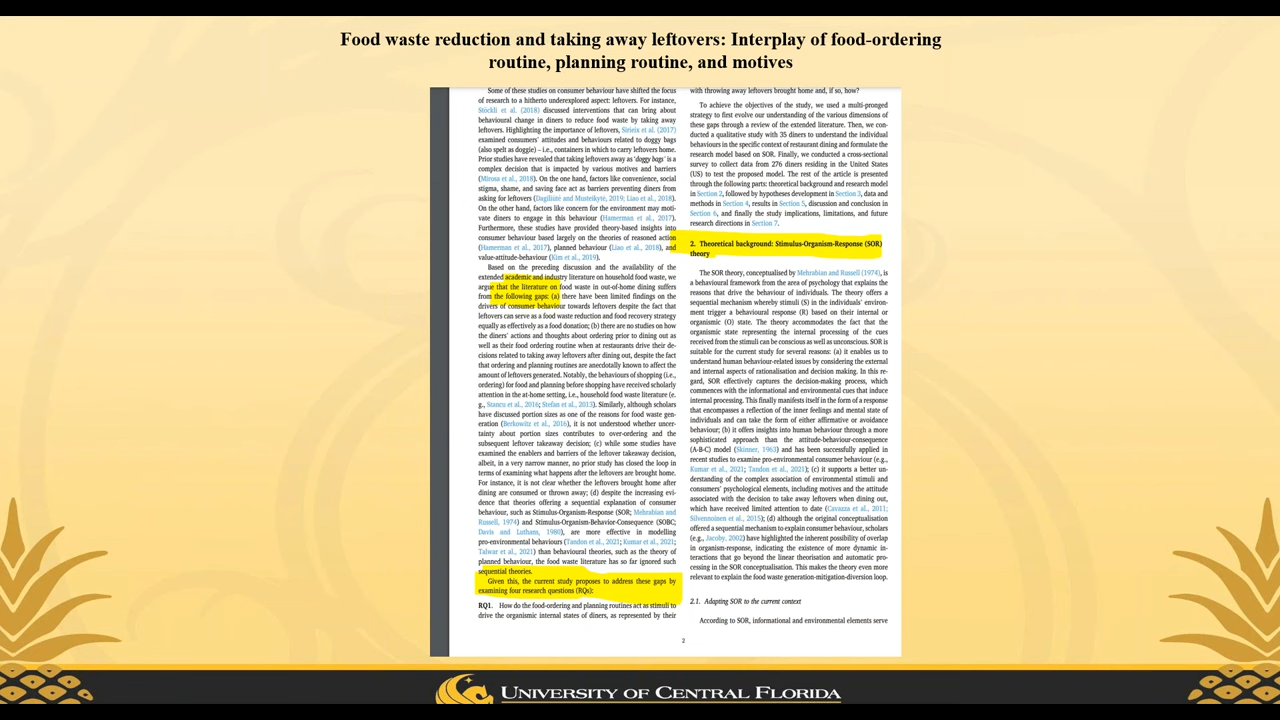 Food waste reduction and taking away leftovers: Interplay of food-ordering
routine, planning routine, and motives
Some of these studies on consumer behaviour have shifted the focus
of research to a hitherto underexplored aspect: leftovers. For instance,
Stöckli et al. (2018) discussed interventions that can bring about
behavioural change in diners to reduce food waste by taking away
leftovers. Highlighting the importance of leftovers, Sirieix et al. (2017)
examined consumers' attitudes and behaviours related to doggy bags
(also spelt as doggie) – i.e., containers in which to carry leftovers home.
Prior studies have revealed that taking leftovers away as 'doggy bags' is a
complex decision that is impacted by various motives and barriers
(Mirosa et al., 2018). On the one hand, factors like convenience, social
stigma, shame, and saving face act as barriers preventing diners from
asking for leftovers (Dagiliūtė and Musteikytė, 2019; Liao et al., 2018).
On the other hand, factors like concern for the environment may moti-
vate diners to engage in this behaviour (Hamerman et al., 2017).
Furthermore, these studies have provided theory-based insights into
consumer behaviour based largely on the theories of reasoned action
(Hamerman et al., 2017), planned behaviour (Liao et al., 2018), and
value-attitude-behaviour (Kim et al., 2019).
Based on the preceding discussion and the availability of the
extended academic and industry literature on household food waste, we
argue that the literature on food waste in out-of-home dining suffers
from the following gaps: (a) there have been limited findings on the
drivers of consumer behaviour towards leftovers despite the fact that
leftovers can serve as a food waste reduction and food recovery strategy
equally as effectively as a food donation; (b) there are no studies on how
the diners' actions and thoughts about ordering prior to dining out as
well as their food ordering routine when at restaurants drive their de-
cisions related to taking away leftovers after dining out, despite the fact
that ordering and planning routines are anecdotally known to affect the
amount of leftovers generated. Notably, the behaviours of shopping (i.e.,
ordering) for food and planning before shopping have received scholarly
attention in the at-home setting, i.e., household food waste literature (e.
g., Stancu et al., 2016; Stefan et al., 2013). Similarly, although scholars
have discussed portion sizes as one of the reasons for food waste gen-
eration (Berkowitz et al., 2016), it is not understood whether uncer-
tainty about portion sizes contributes to over-ordering and the
subsequent leftover takeaway decision; (c) while some studies have
examined the enablers and barriers of the leftover takeaway decision,
albeit, in a very narrow manner, no prior study has closed the loop in
terms of examining what happens after the leftovers are brought home.
For instance, it is not clear whether the leftovers brought home after
dining are consumed or thrown away; (d) despite the increasing evi-
dence that theories offering a sequential explanation of consumer
behaviour, such as Stimulus-Organism-Response (SOR; Mehrabian and
Russell, 1974) and Stimulus-Organism-Behavior-Consequence (SOBC;
Davis and Luthans, 1980), are more effective in modelling
pro-environmental behaviours (Tandon et al., 2021; Kumar et al., 2021;
Talwar et al., 2021) than behavioural theories, such as the theory of
planned behaviour, the food waste literature has so far ignored such
sequential theories.
Given this, the current study proposes to address these gaps by
examining four research questions (RQs):
RQ1. How do the food-ordering and planning routines act as stimuli to
drive the organismic internal states of diners, as represented by their
with throwing away leftovers brought home and, if so, how?
To achieve the objectives of the study, we used a multi-pronged
strategy to first evolve our understanding of the various dimensions of
these gaps through a review of the extended literature. Then, we con-
ducted a qualitative study with 35 diners to understand the individual
behaviours in the specific context of restaurant dining and formulate the
research model based on SOR. Finally, we conducted a cross-sectional
survey to collect data from 276 diners residing in the United States
(US) to test the proposed model. The rest of the article is presented
through the following parts: theoretical background and research model
in Section 2, followed by hypotheses development in Section 3, data and
methods in Section 4, results in Section 5, discussion and conclusion in
Section 6, and finally the study implications, limitations, and future
research directions in Section 7.
2. Theoretical background: Stimulus-Organism-Response (SOR)
theory
The SOR theory, conceptualised by Mehrabian and Russell (1974), is
a behavioural framework from the area of psychology that explains the
reasons that drive the behaviour of individuals. The theory offers a
sequential mechanism whereby stimuli (S) in the individuals' environ-
ment trigger a behavioural response (R) based on their internal or
organismic (O) state. The theory accommodates the fact that the
organismic state representing the internal processing of the cues
received from the stimuli can be conscious as well as unconscious. SOR is
suitable for the current study for several reasons: (a) it enables us to
understand human behaviour-related issues by considering the external
and internal aspects of rationalisation and decision making. In this re-
gard, SOR effectively captures the decision-making process, which
commences with the informational and environmental cues that induce
internal processing. This finally manifests itself in the form of a response
that encompasses a reflection of the inner feelings and mental state of
individuals and can take the form of either affirmative or avoidance
behaviour; (b) it offers insights into human behaviour through a more
sophisticated approach than the attitude-behaviour-consequence
(A-B-C) model (Skinner, 1963) and has been successfully applied in
recent studies to examine pro-environmental consumer behaviour (e.g.,
Kumar et al., 2021; Tandon et al., 2021); (c) it supports a better un-
derstanding of the complex association of environmental stimuli and
consumers' psychological elements, including motives and the attitude
associated with the decision to take away leftovers when dining out,
which have received limited attention to date (Cavazza et al., 2011;
Silvennoinen et al., 2015); (d) although the original conceptualisation
offered a sequential mechanism to explain consumer behaviour, scholars
(e.g., Jacoby, 2002) have highlighted the inherent possibility of overlap
in organism-response, indicating the existence of more dynamic in-
teractions that go beyond the linear theorisation and automatic pro-
cessing in the SOR conceptualisation. This makes the theory even more
relevant to explain the food waste generation-mitigation-diversion loop.
2.1. Adapting SOR to the current context
According to SOR, informational and environmental elements serve
2
UNIVERSITY OF CENTRAL FLORIDA